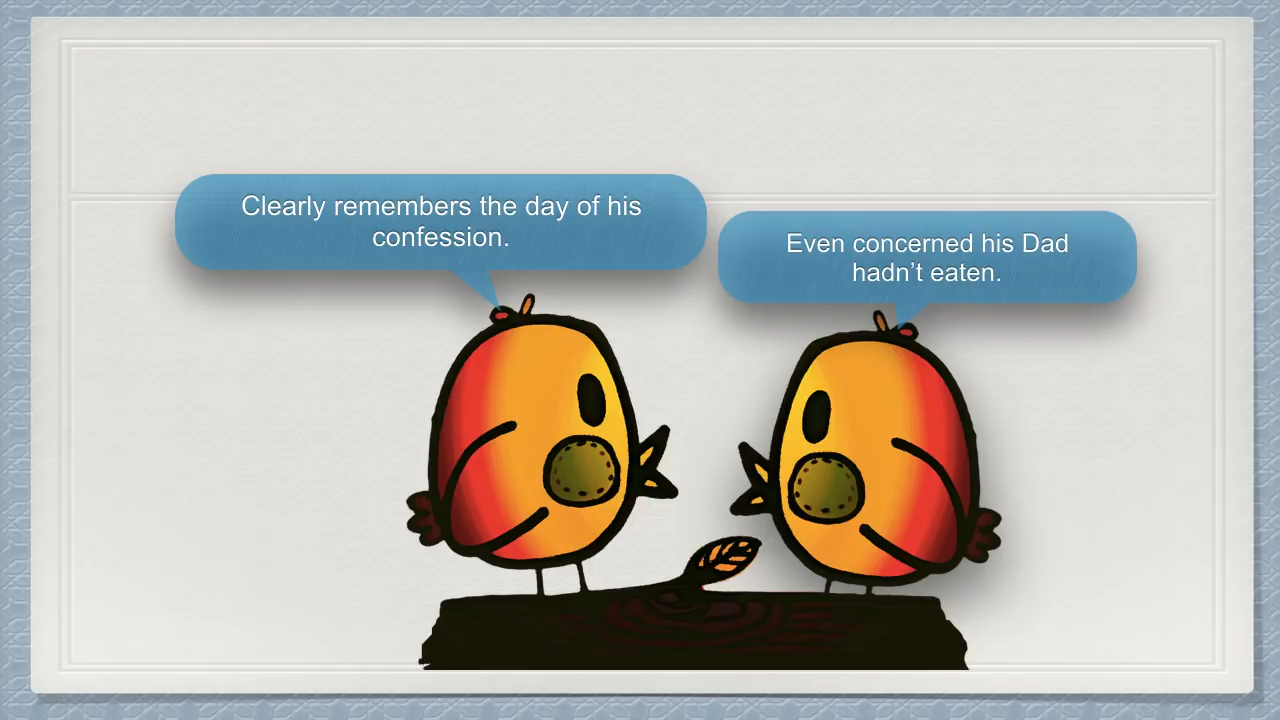 Clearly remembers the day of his
confession.
Even concerned his Dad
hadn’t eaten.